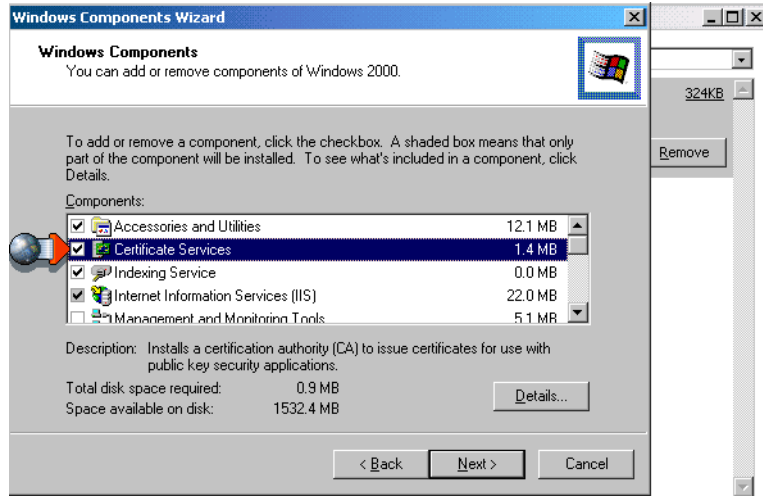 Windows Components Wizard
Windows Components
You can add or remove components of Windows 2000.
324KB
To add or remove a component, click the checkbox. A shaded box means that only
part of the component will be installed. To see what's included in a component, click
Details.
Remove
Components:
Accessories and Utilities 12.1 MB
Certificate Services 1.4 MB
Indexing Service 0.0 MB
Internet Information Services (IIS) 22.0 MB
Management and Monitoring Tools 5.1 MB
Description: Installs a certification authority (CA) to issue certificates for use with
public key security applications.
Total disk space required: 0.9 MB
Space available on disk: 1532.4 MB
Details...
< Back Next > Cancel